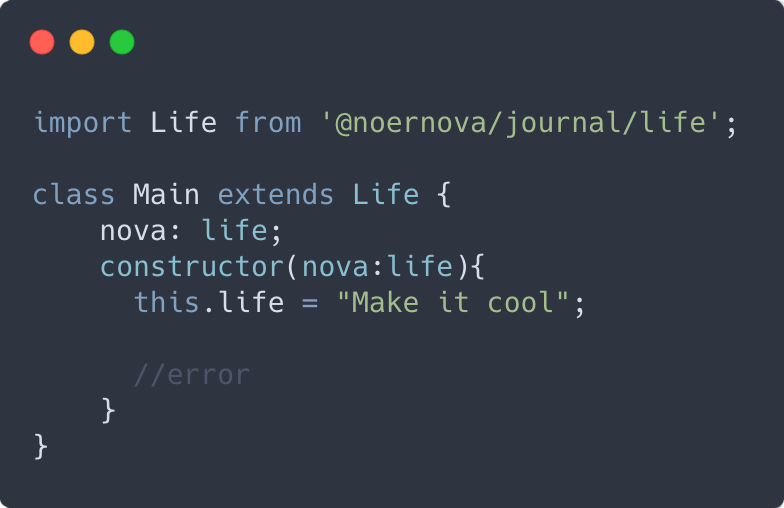 import Life from '@noernova/journal/life';
class Main extends Life {
nova: life;
constructor(nova:life){
this.life = "Make it cool";
//error
}
}